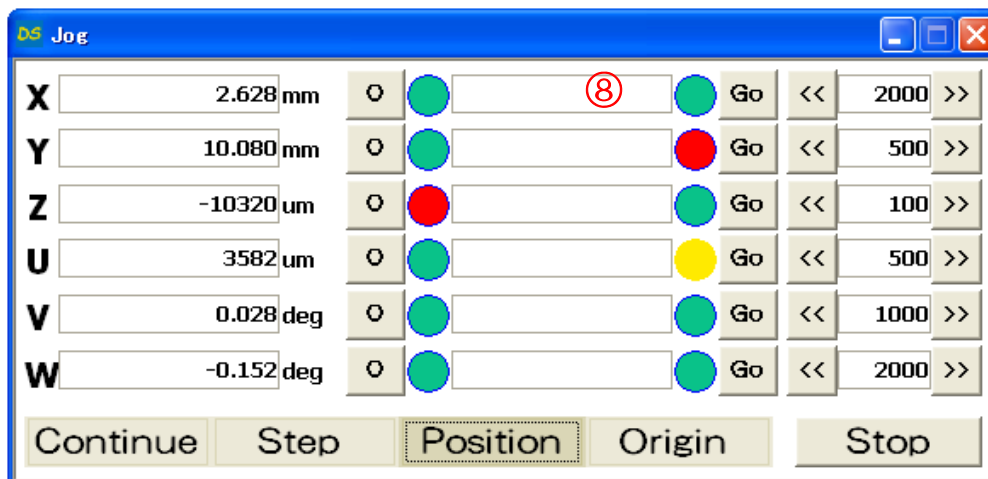 DS Jog
X 2.628 mm O ⑧ Go << 2000 >>
Y 10.080 mm O Go << 500 >>
Z -10320 um O Go << 100 >>
U 3582 um O Go << 500 >>
V 0.028 deg O Go << 1000 >>
W -0.152 deg O Go << 2000 >>
Continue Step Position Origin Stop